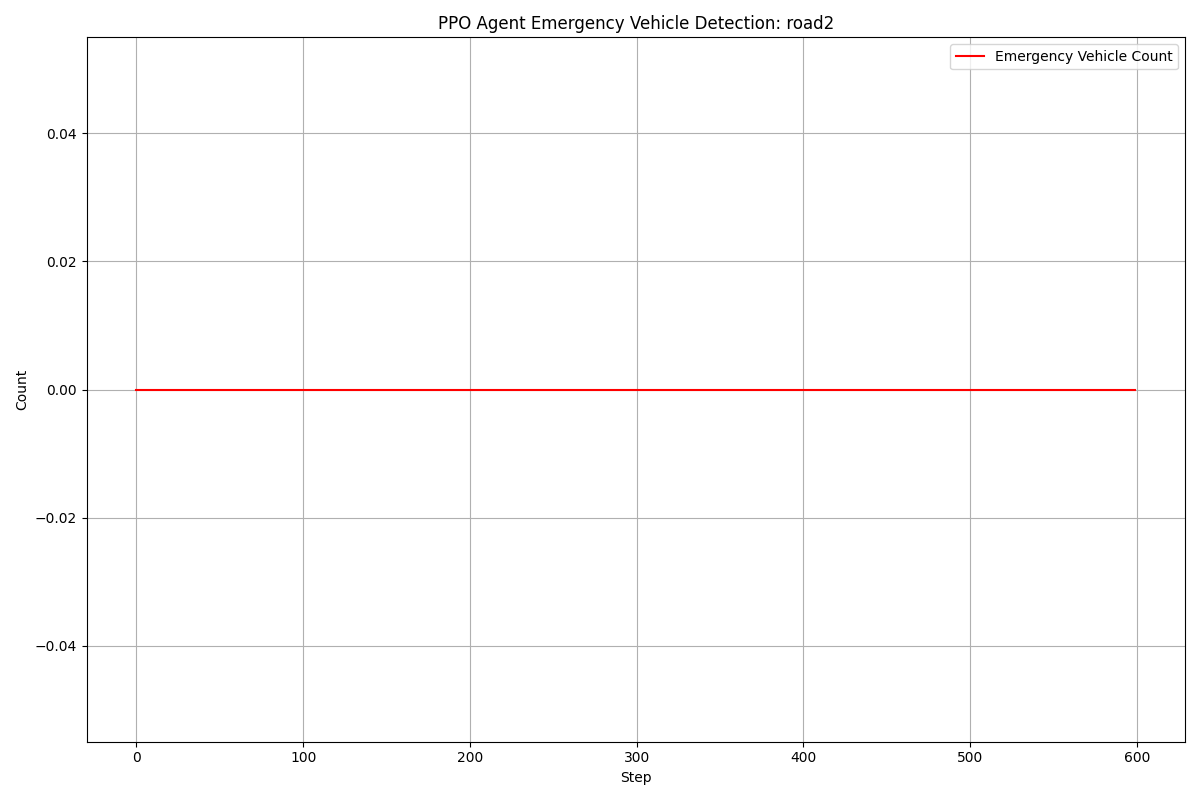 PPO Agent Emergency Vehicle Detection: road2
Emergency Vehicle Count
0.04
0.02
0.00
−0.02
−0.04
Count
0 100 200 300 400 500 600
Step